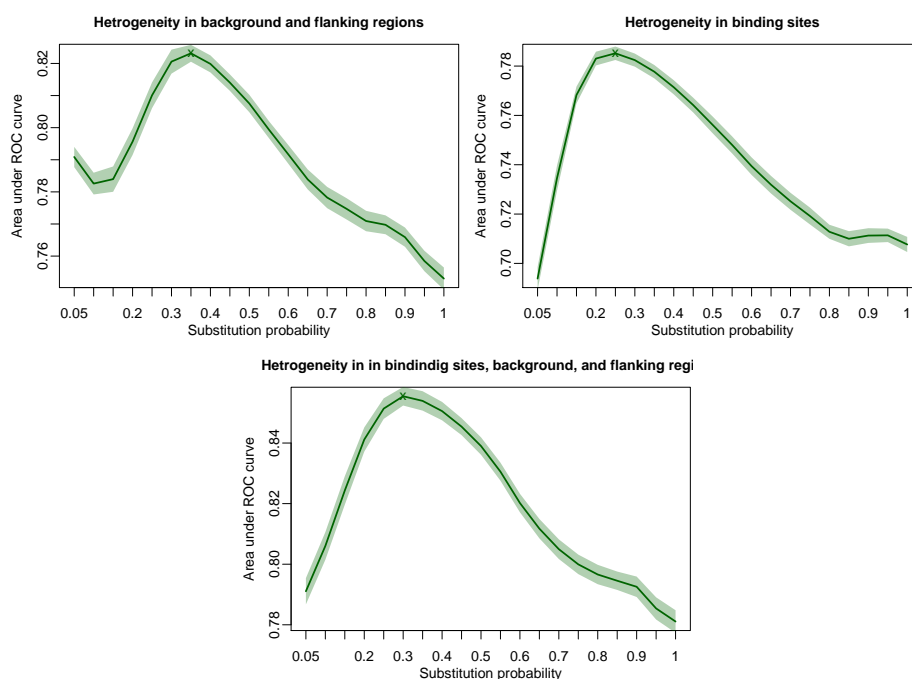 Hetrogeneity in background and flanking regions
Area under ROC curve
0.82
0.80
0.78
0.76
0.05 0.2 0.3 0.4 0.5 0.6 0.7 0.8 0.9 1
Substitution probability
Hetrogeneity in binding sites
Area under ROC curve
0.78
0.76
0.74
0.72
0.70
0.05 0.2 0.3 0.4 0.5 0.6 0.7 0.8 0.9 1
Substitution probability
Hetrogeneity in in bindindig sites, background, and flanking regi
Area under ROC curve
0.84
0.82
0.80
0.78
0.05 0.2 0.3 0.4 0.5 0.6 0.7 0.8 0.9 1
Substitution probability